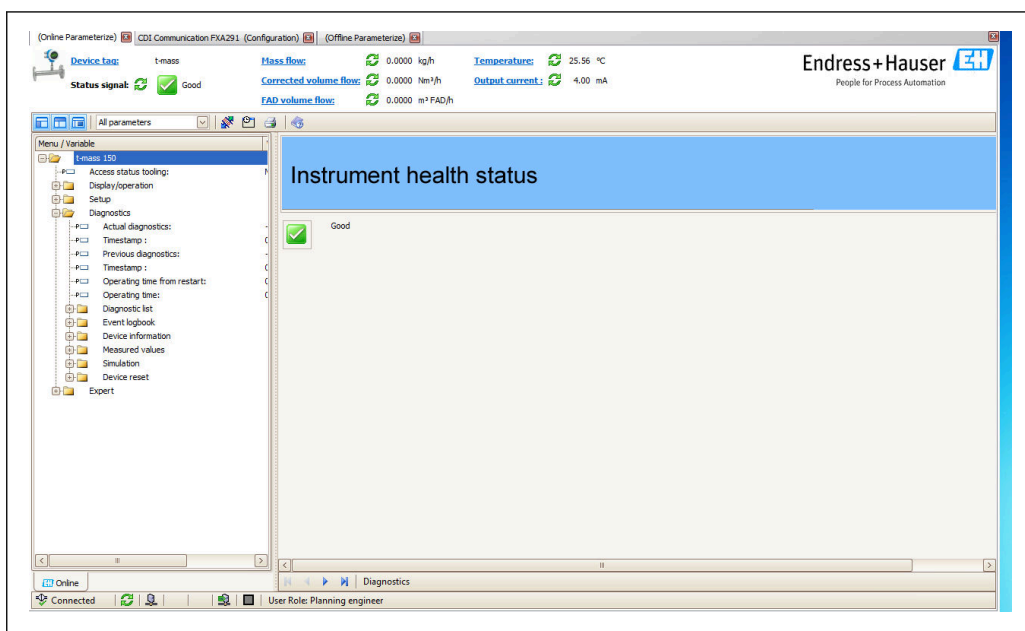 (Online Parameterize) CDI Communication FXA291 (Configuration) (Offline Parameterize)
Device tag: t-mass Mass flow: 0.0000 kg/h Temperature: 25.56 °C
Status signal: Good Corrected volume flow: 0.0000 Nm³/h Output current : 4.00 mA
FAD volume flow: 0.0000 m³ FAD/h
Endress+Hauser EH
People for Process Automation
All parameters
Menu / Variable
t-mass 150
Access status tooling:
Display/operation
Setup
Diagnostics
Actual diagnostics: -
Timestamp :
Previous diagnostics: -
Timestamp :
Operating time from restart:
Operating time:
Diagnostic list
Event logbook
Device information
Measured values
Simulation
Device reset
Expert
Instrument health status
Good
EH Online
Diagnostics
Connected User Role: Planning engineer